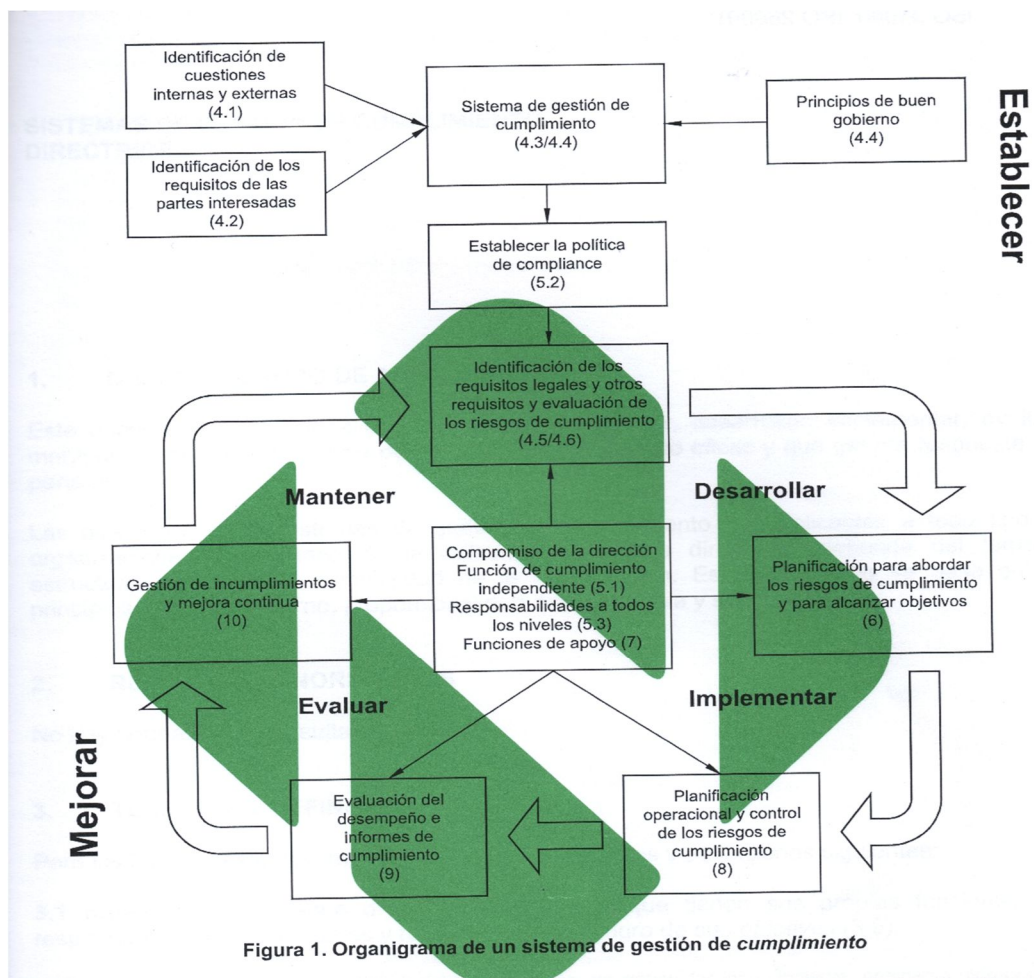 Identificación de
cuestiones
internas y externas
(4.1)
Identificación de los
requisitos de las
partes interesadas
(4.2)
Sistema de gestión de
cumplimiento
(4.3/4.4)
Principios de buen
gobierno
(4.4)
Establecer
Establecer la política
de compliance
(5.2)
Identificación de los
requisitos legales y otros
requisitos y evaluación de
los riesgos de cumplimiento
(4.5/4.6)
Mantener
Desarrollar
Gestión de incumplimientos
y mejora continua
(10)
Compromiso de la dirección
Función de cumplimiento
independiente (5.1)
Responsabilidades a todos
los niveles (5.3)
Funciones de apoyo (7)
Planificación para abordar
los riesgos de cumplimiento
y para alcanzar objetivos
(6)
Evaluar
Implementar
Mejorar
Evaluación del
desempeño e
informes de
cumplimiento
(9)
Planificación
operacional y control
de los riesgos de
cumplimiento
(8)
Figura 1. Organigrama de un sistema de gestión de cumplimiento